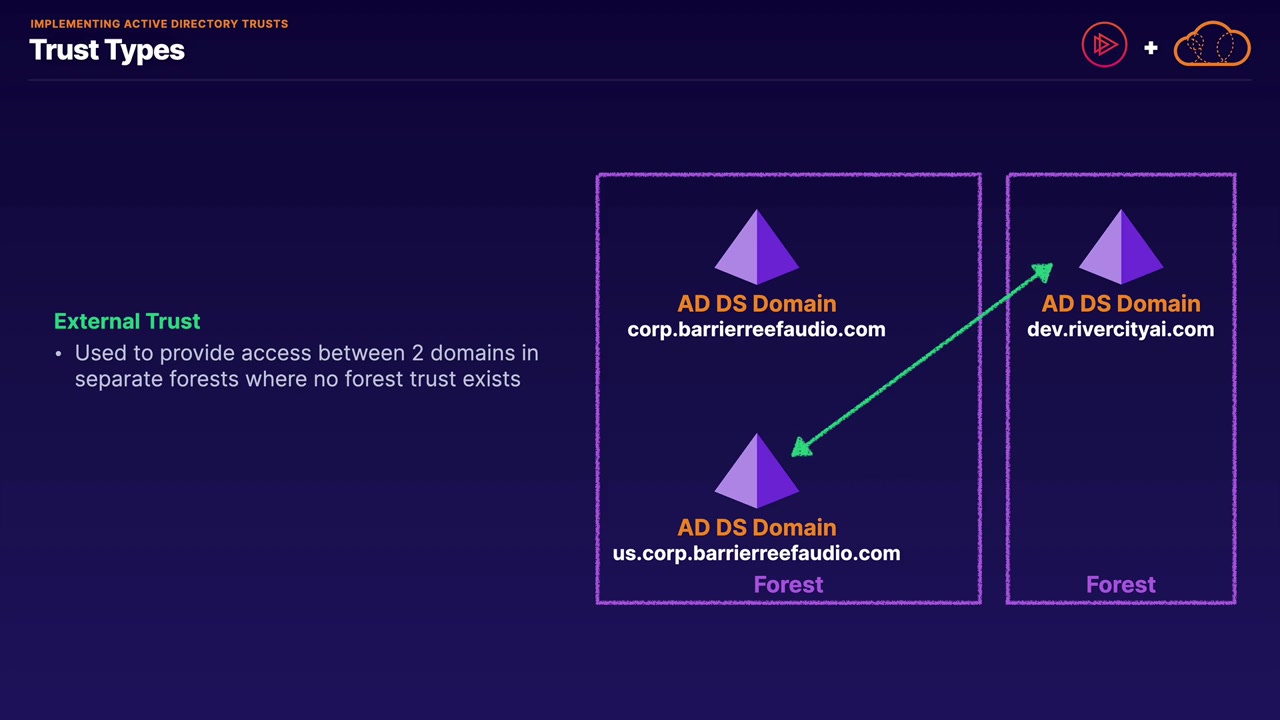 IMPLEMENTING ACTIVE DIRECTORY TRUSTS
Trust Types
+
External Trust
• Used to provide access between 2 domains in
separate forests where no forest trust exists
AD DS Domain
corp.barrierreefaudio.com
AD DS Domain
us.corp.barrierreefaudio.com
Forest
AD DS Domain
dev.rivercityai.com
Forest